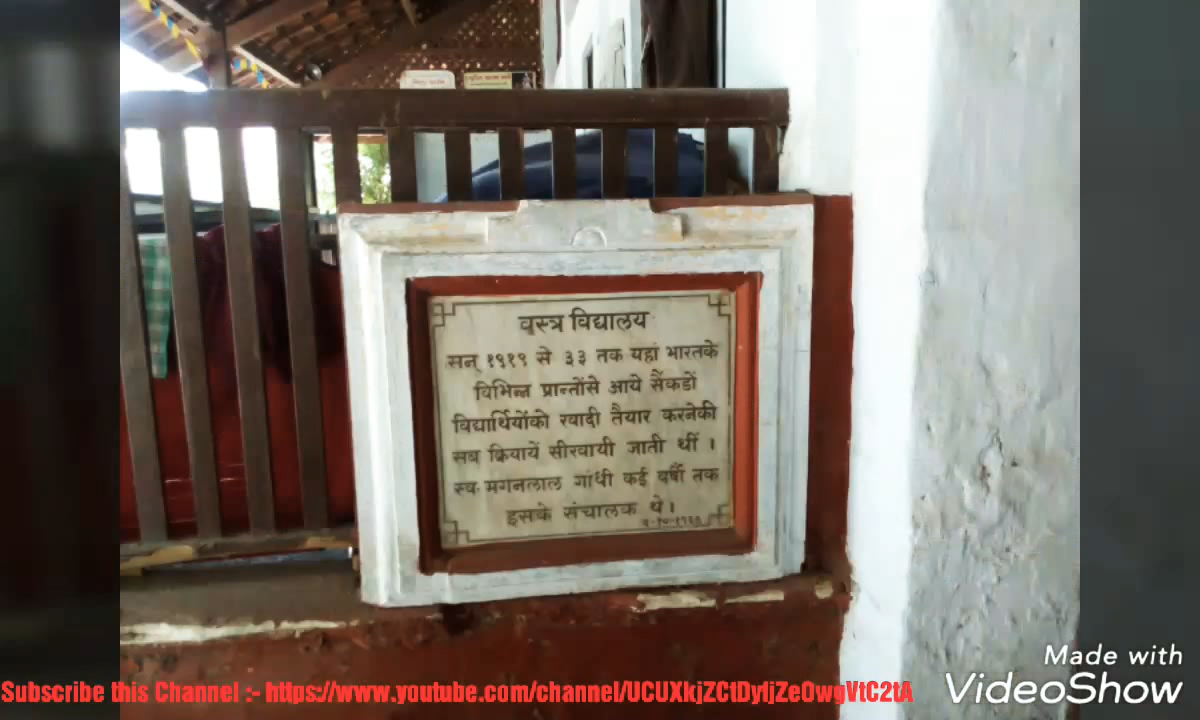 वस्त्र विद्यालय
सन् १९१९ से ३३ तक यहां भारतके
विभिन्न प्रान्तोंसे आये सैंकडों
विद्यार्थियोंको खादी तैयार करनेकी
सब क्रियायें सीखायी जाती थीं ।
स्व. मगनलाल गांधी कई वर्षों तक
इसके संचालक थे ।
Made with
VideoShow
Subscribe this Channel :- https://www.youtube.com/channel/UCUXkjZCtDyfjZeOwgVtC2tA